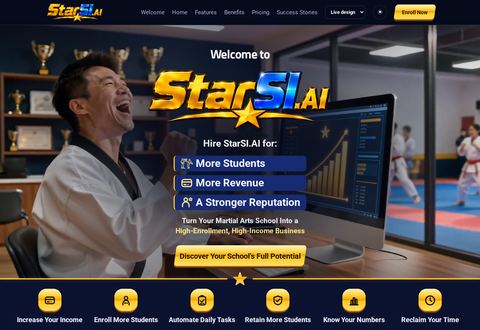 StarSI.AI
Welcome
Home
Features
Benefits
Pricing
Success Stories
Live design
Enroll Now
Welcome to
StarSI.AI
Hire StarSI.AI for:
More Students
More Revenue
A Stronger Reputation
Turn Your Martial Arts School Into a
High-Enrollment, High-Income Business
Discover Your School's Full Potential
Increase Your Income
Enroll More Students
Automate Daily Tasks
Retain More Students
Know Your Numbers
Reclaim Your Time